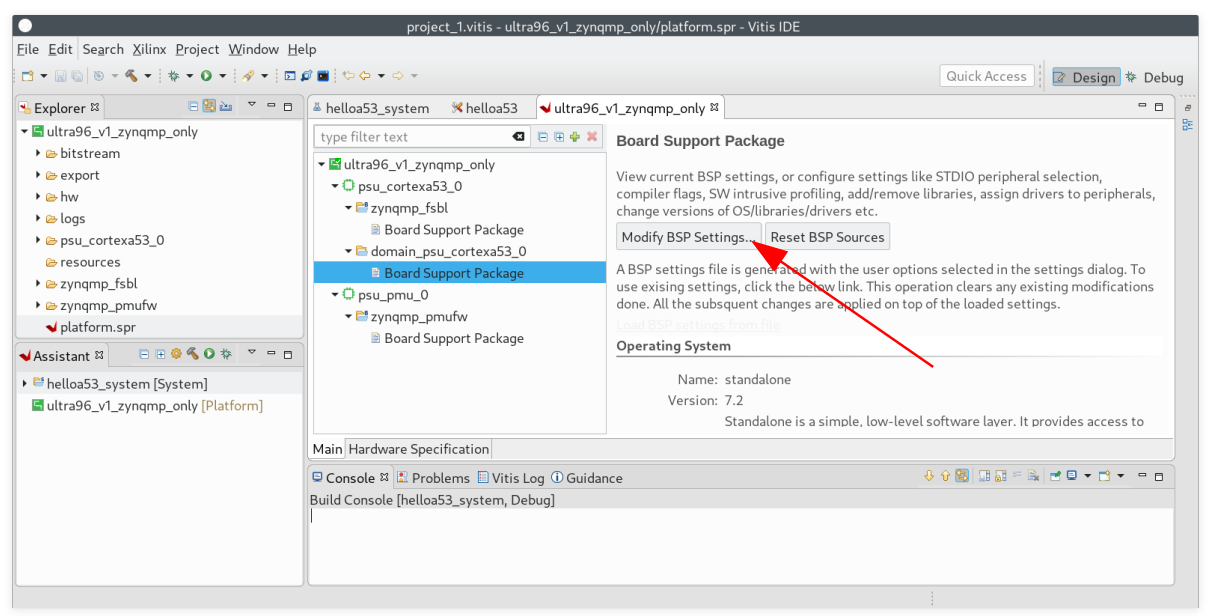 project_1.vitis - ultra96_v1_zynqmp_only/platform.spr - Vitis IDE
File Edit Search Xilinx Project Window Help
Quick Access
Design
Debug
Explorer
ultra96_v1_zynqmp_only
bitstream
export
hw
logs
psu_cortexa53_0
resources
zynqmp_fsbl
zynqmp_pmufw
platform.spr
Assistant
helloa53_system [System]
ultra96_v1_zynqmp_only [Platform]
helloa53_system
helloa53
ultra96_v1_zynqmp_only
type filter text
ultra96_v1_zynqmp_only
psu_cortexa53_0
zynqmp_fsbl
Board Support Package
domain_psu_cortexa53_0
Board Support Package
psu_pmu_0
zynqmp_pmufw
Board Support Package
Board Support Package
View current BSP settings, or configure settings like STDIO peripheral selection,
compiler flags, SW intrusive profiling, add/remove libraries, assign drivers to peripherals,
change versions of OS/libraries/drivers etc.
Modify BSP Settings...
Reset BSP Sources
A BSP settings file is generated with the user options selected in the settings dialog. To
use exising settings, click the below link. This operation clears any existing modifications
done. All the subsquent changes are applied on top of the loaded settings.
Load BSP settings from file
Operating System
Name: standalone
Version: 7.2
Standalone is a simple, low-level software layer. It provides access to
Main
Hardware Specification
Console
Problems
Vitis Log
Guidance
Build Console [helloa53_system, Debug]